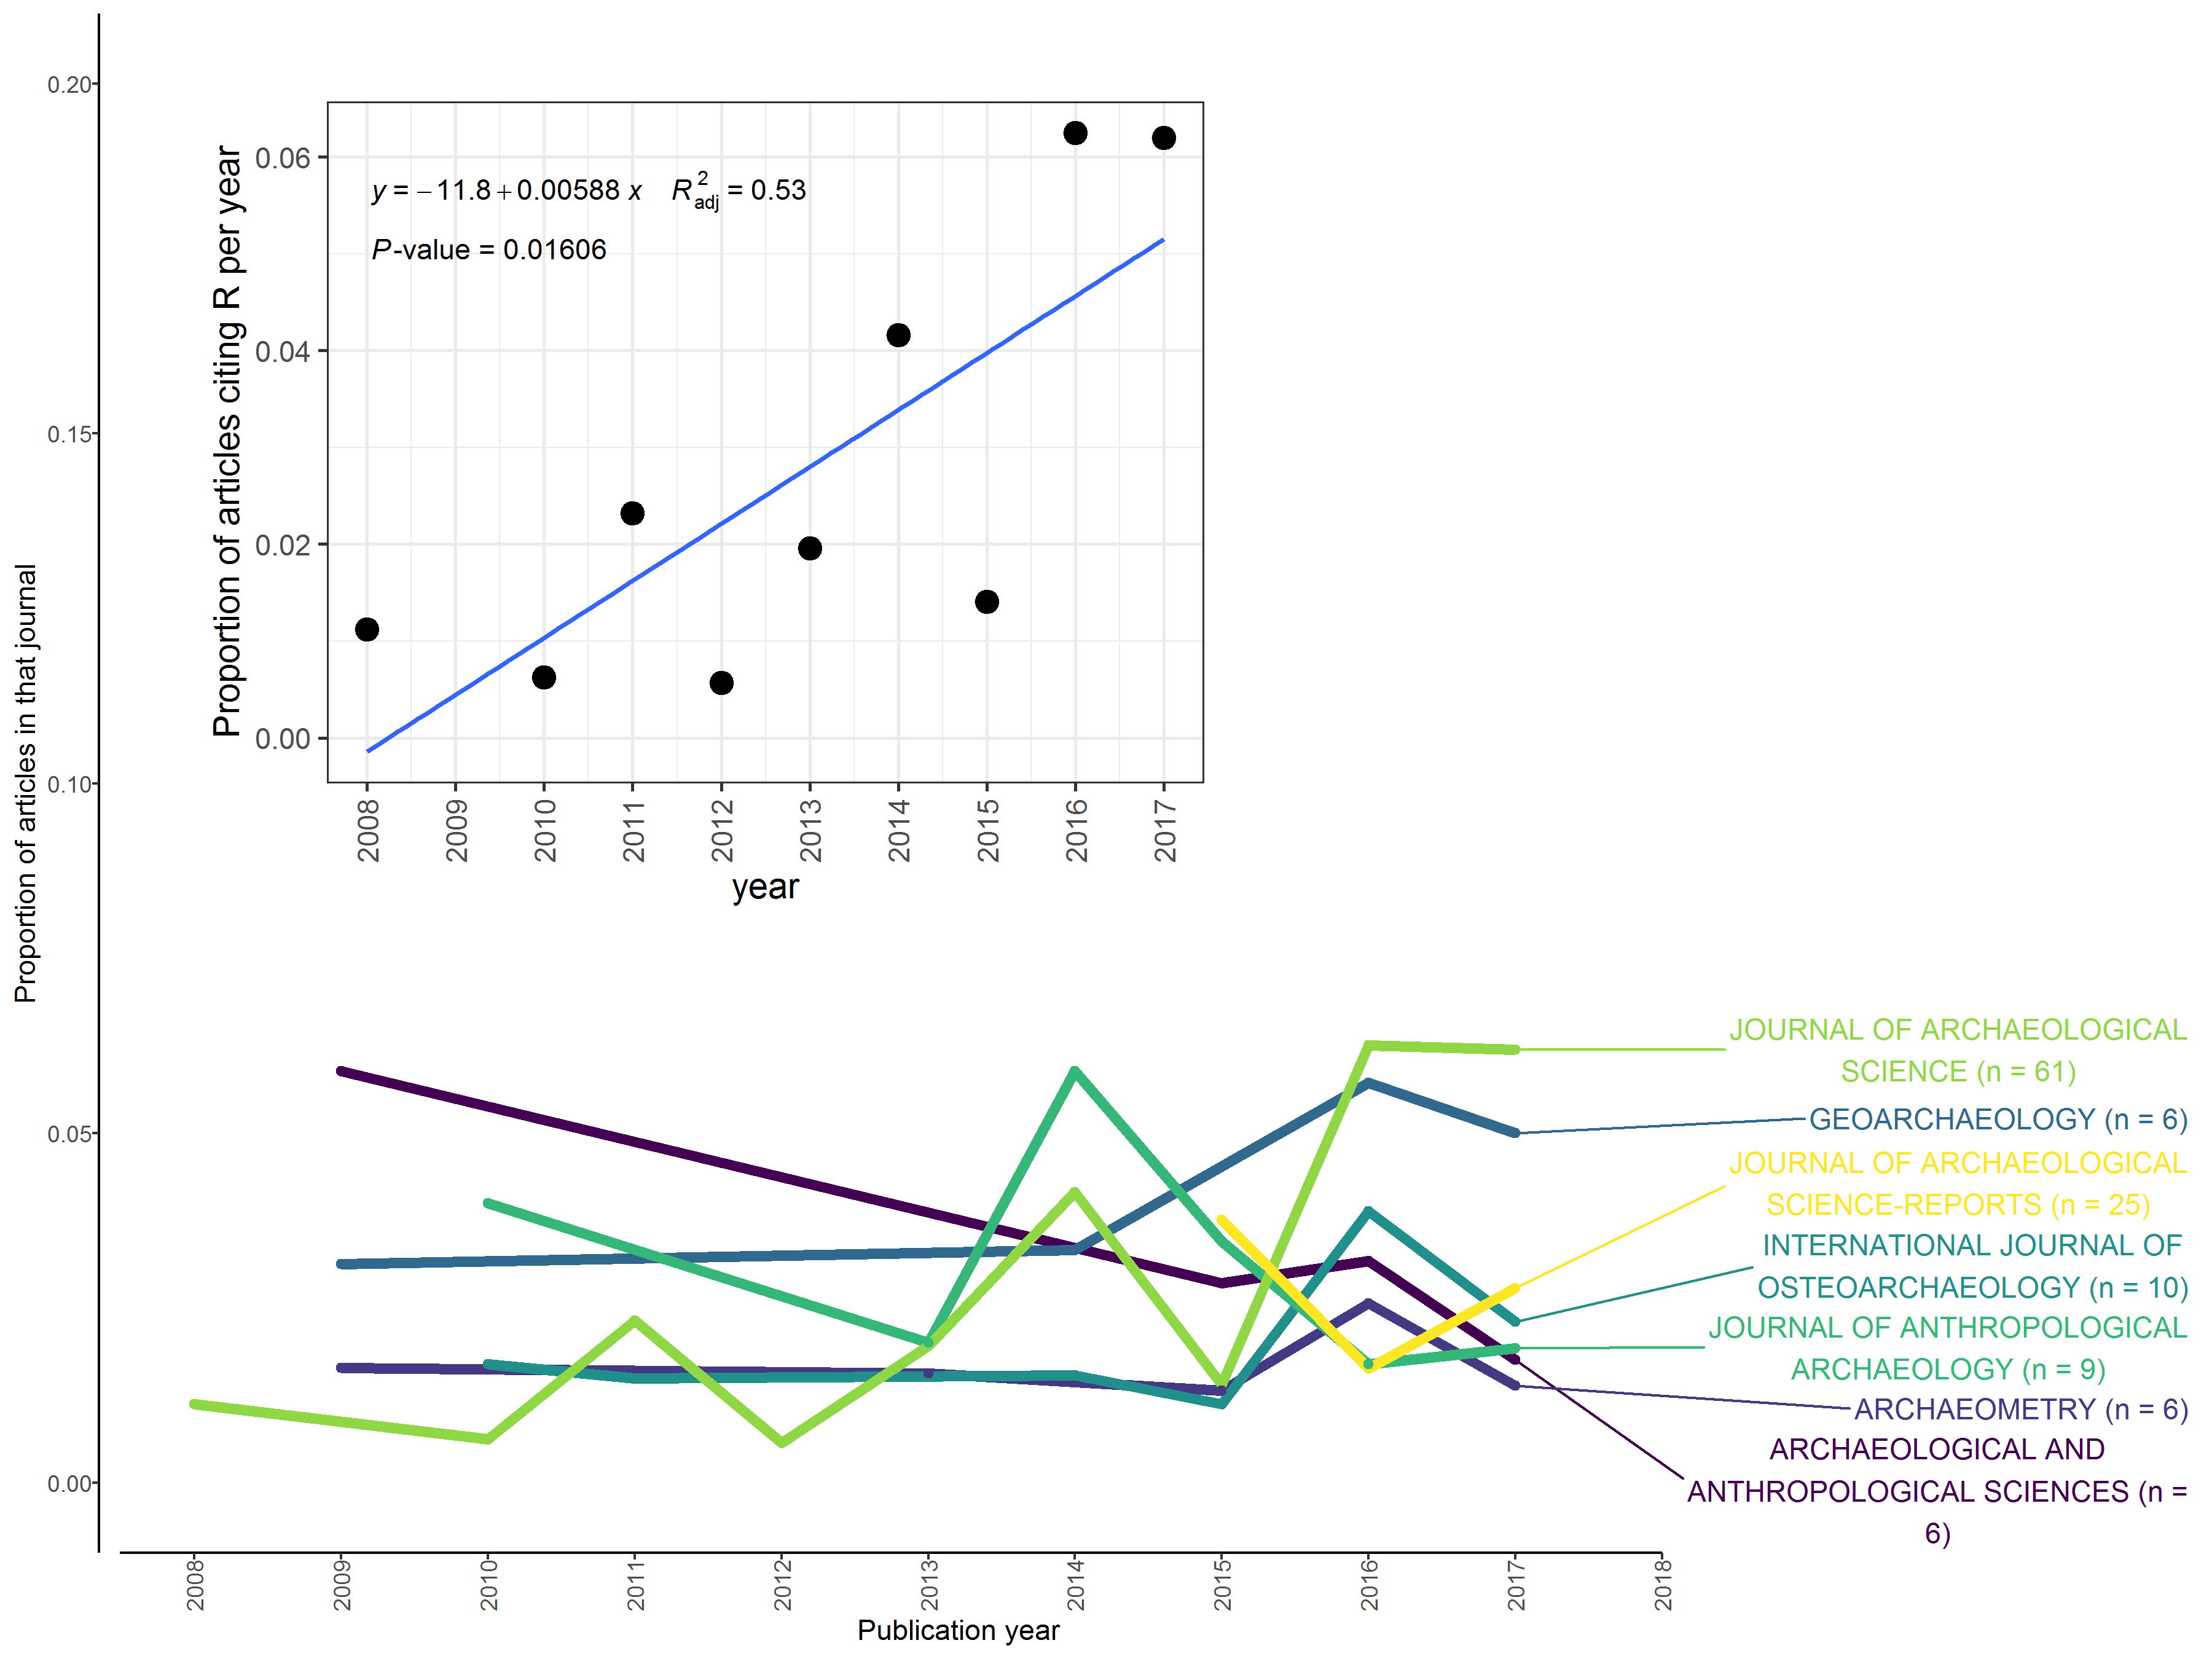 0.20
0.15
0.10
0.05
0.00
Proportion of articles in that journal
2008
2009
2010
2011
2012
2013
2014
2015
2016
2017
2018
Publication year
0.06
0.04
0.02
0.00
Proportion of articles citing R per year
y = −11.8 + 0.00588 x R²adj = 0.53
P-value = 0.01606
2008
2009
2010
2011
2012
2013
2014
2015
2016
2017
year
JOURNAL OF ARCHAEOLOGICAL
SCIENCE (n = 61)
GEOARCHAEOLOGY (n = 6)
JOURNAL OF ARCHAEOLOGICAL
SCIENCE-REPORTS (n = 25)
INTERNATIONAL JOURNAL OF
OSTEOARCHAEOLOGY (n = 10)
JOURNAL OF ANTHROPOLOGICAL
ARCHAEOLOGY (n = 9)
ARCHAEOMETRY (n = 6)
ARCHAEOLOGICAL AND
ANTHROPOLOGICAL SCIENCES (n =
6)